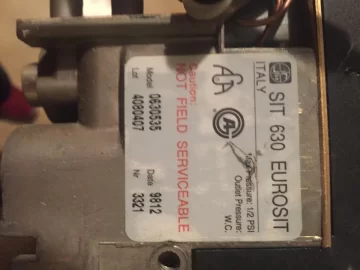 SIT 630 EUROSIT
ITALY
Max Pressure: 1/2 PSI
Outlet Pressure:
W.C.
Caution:
NOT FIELD SERVICEABLE
Model 0630535 Date 9812
Lot 4080407 Nr 3321